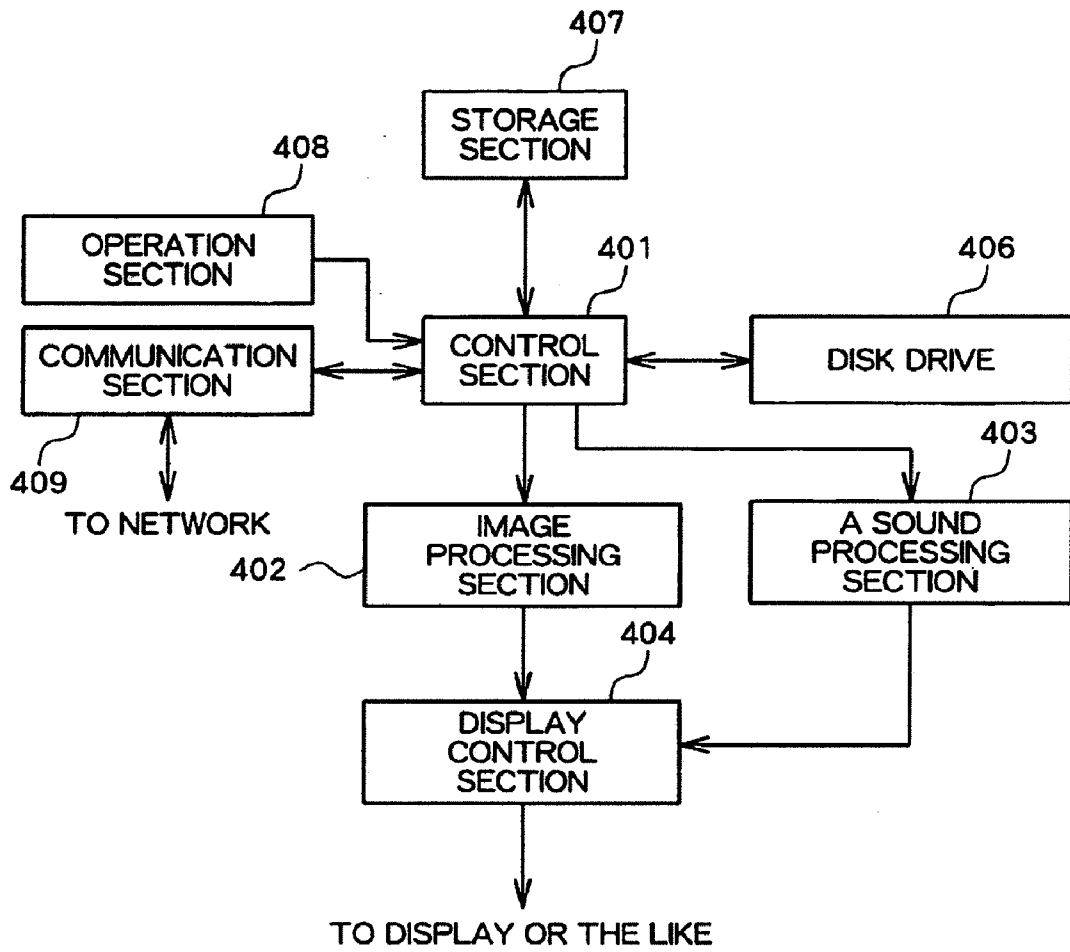 407
STORAGE
SECTION
408
OPERATION
SECTION
401
406
COMMUNICATION
SECTION
CONTROL
SECTION
DISK DRIVE
409
TO NETWORK
403
IMAGE
PROCESSING
SECTION
402
A SOUND
PROCESSING
SECTION
404
DISPLAY
CONTROL
SECTION
TO DISPLAY OR THE LIKE